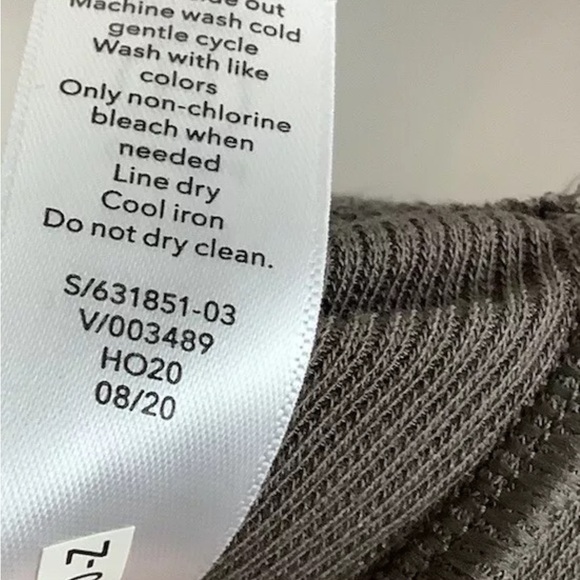 out
Machine wash cold
gentle cycle
Wash with like
colors
Only non-chlorine
bleach when
needed
Line dry
Cool iron
Do not dry clean.
S/631851-03
V/003489
HO20
08/20